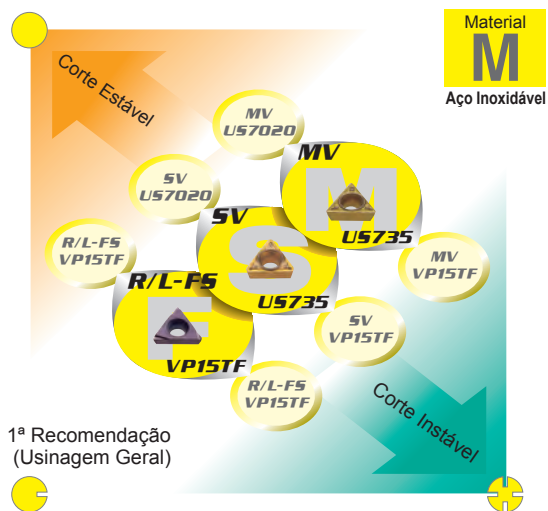 Material
M
Aço Inoxidável
Corte Estável
MV
US7020
MV
M
US735
SV
US7020
SV
S
US735
R/L-FS
VP15TF
R/L-FS
F
VP15TF
MV
VP15TF
SV
VP15TF
R/L-FS
VP15TF
Corte Instável
1ª Recomendação
(Usinagem Geral)